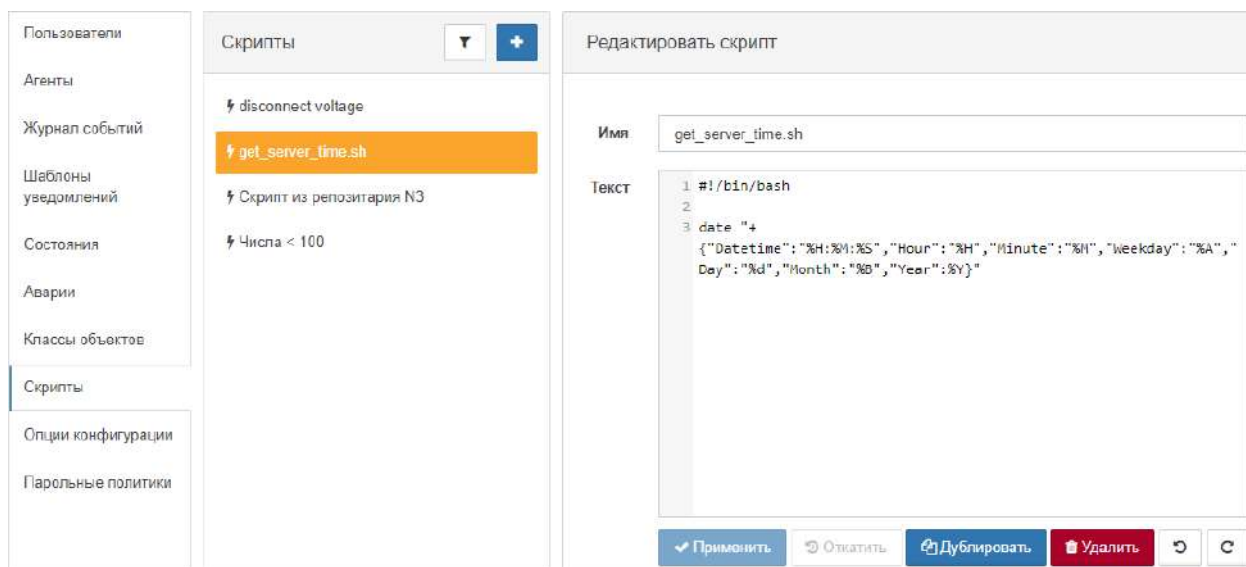 Пользователи
Агенты
Журнал событий
Шаблоны
уведомлений
Состояния
Аварии
Классы объектов
Скрипты
Опции конфигурации
Парольные политики
Скрипты
disconnect voltage
get_server_time.sh
Скрипт из репозитария N3
Числа < 100
Редактировать скрипт
Имя
get_server_time.sh
Текст
1 #!/bin/bash
2
3 date "+
{"Datetime":"%H:%M:%S","Hour":"%H","Minute":"%M","Weekday":"%A","
Day":"%d","Month":"%B","Year":%Y}"
Применить
Откатить
Дублировать
Удалить